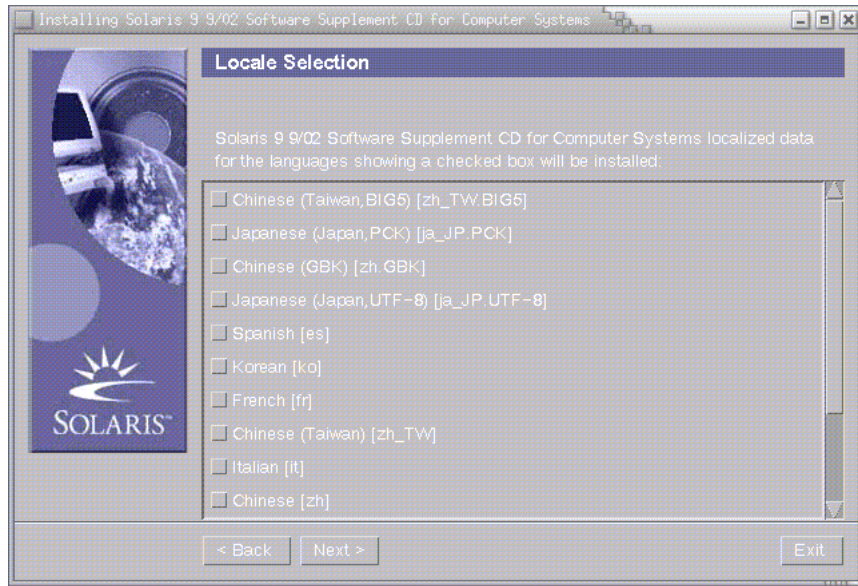 Installing Solaris 9 9/02 Software Supplement CD for Computer Systems
Locale Selection
Solaris 9 9/02 Software Supplement CD for Computer Systems localized data
for the languages showing a checked box will be installed:
Chinese (Taiwan,BIG5) [zh_TW.BIG5]
Japanese (Japan,PCK) [ja_JP.PCK]
Chinese (GBK) [zh.GBK]
Japanese (Japan,UTF-8) [ja_JP.UTF-8]
Spanish [es]
Korean [ko]
French [fr]
Chinese (Taiwan) [zh_TW]
Italian [it]
Chinese [zh]
SOLARIS™
< Back
Next >
Exit